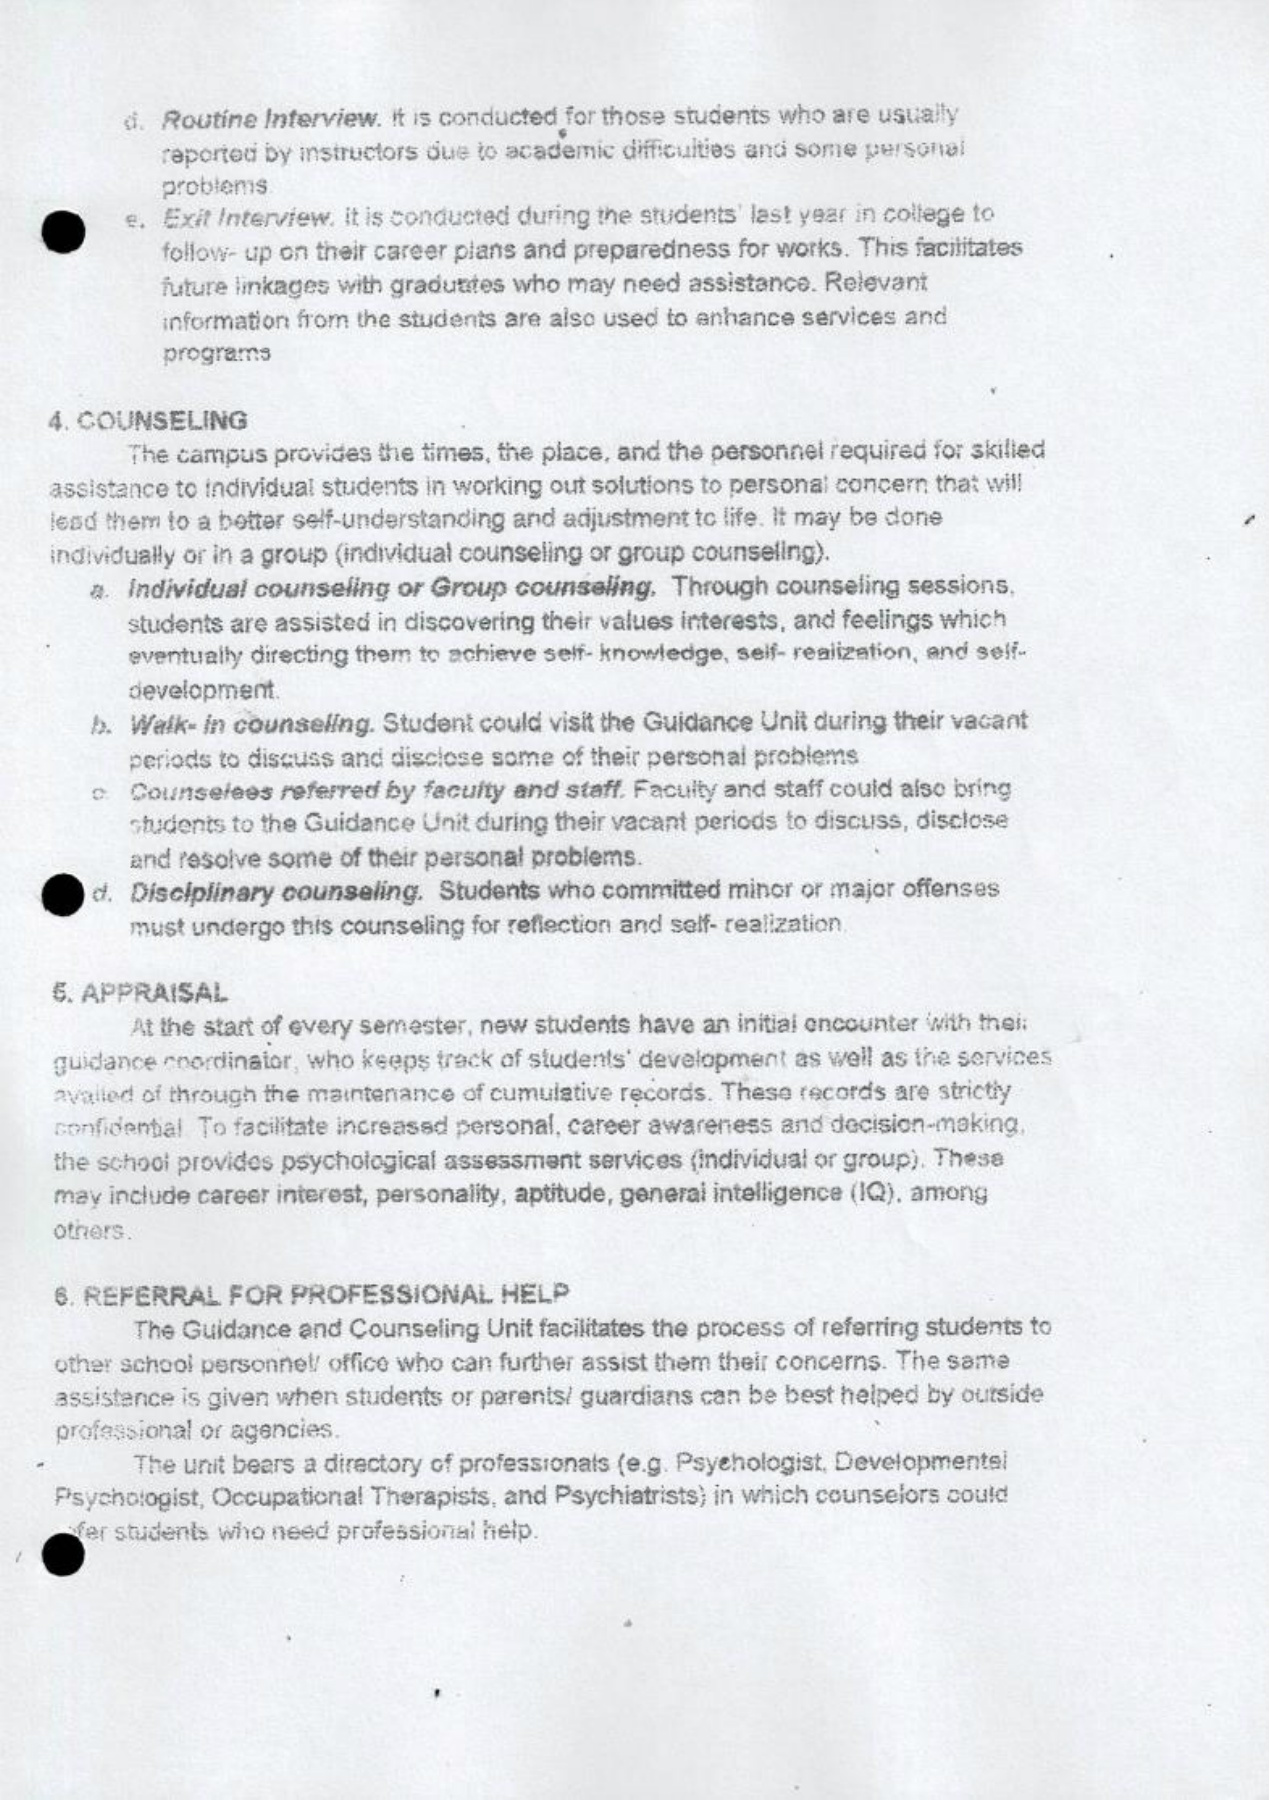 d. Routine Interview. It is conducted for those students who are usually
reported by instructors due to academic difficulties and some personal
problems
e. Exit Interview. It is conducted during the students' last year in college to
follow- up on their career plans and preparedness for works. This facilitates
future linkages with graduates who may need assistance. Relevant
information from the students are also used to enhance services and
programs
4. COUNSELING
The campus provides the times, the place, and the personnel required for skilled
assistance to individual students in working out solutions to personal concern that will
lead them to a better self-understanding and adjustment to life. It may be done
individually or in a group (individual counseling or group counseling).
a. Individual counseling or Group counseling. Through counseling sessions,
students are assisted in discovering their values interests, and feelings which
eventually directing them to achieve self- knowledge, self- realization, and self-
development.
b. Walk- in counseling. Student could visit the Guidance Unit during their vacant
periods to discuss and disclose some of their personal problems
c. Counselees referred by faculty and staff. Faculty and staff could also bring
students to the Guidance Unit during their vacant periods to discuss, disclose
and resolve some of their personal problems.
d. Disciplinary counseling. Students who committed minor or major offenses
must undergo this counseling for reflection and self- realization.
5. APPRAISAL
At the start of every semester, new students have an initial encounter with their
guidance coordinator, who keeps track of students' development as well as the services
availed of through the maintenance of cumulative records. These records are strictly
confidential. To facilitate increased personal, career awareness and decision-making,
the school provides psychological assessment services (individual or group). These
may include career interest, personality, aptitude, general intelligence (IQ), among
others.
6. REFERRAL FOR PROFESSIONAL HELP
The Guidance and Counseling Unit facilitates the process of referring students to
other school personnel/ office who can further assist them their concerns. The same
assistance is given when students or parents/ guardians can be best helped by outside
professional or agencies.
The unit bears a directory of professionals (e.g. Psychologist, Developmental
Psychologist, Occupational Therapists, and Psychiatrists) in which counselors could
fer students who need professional help.